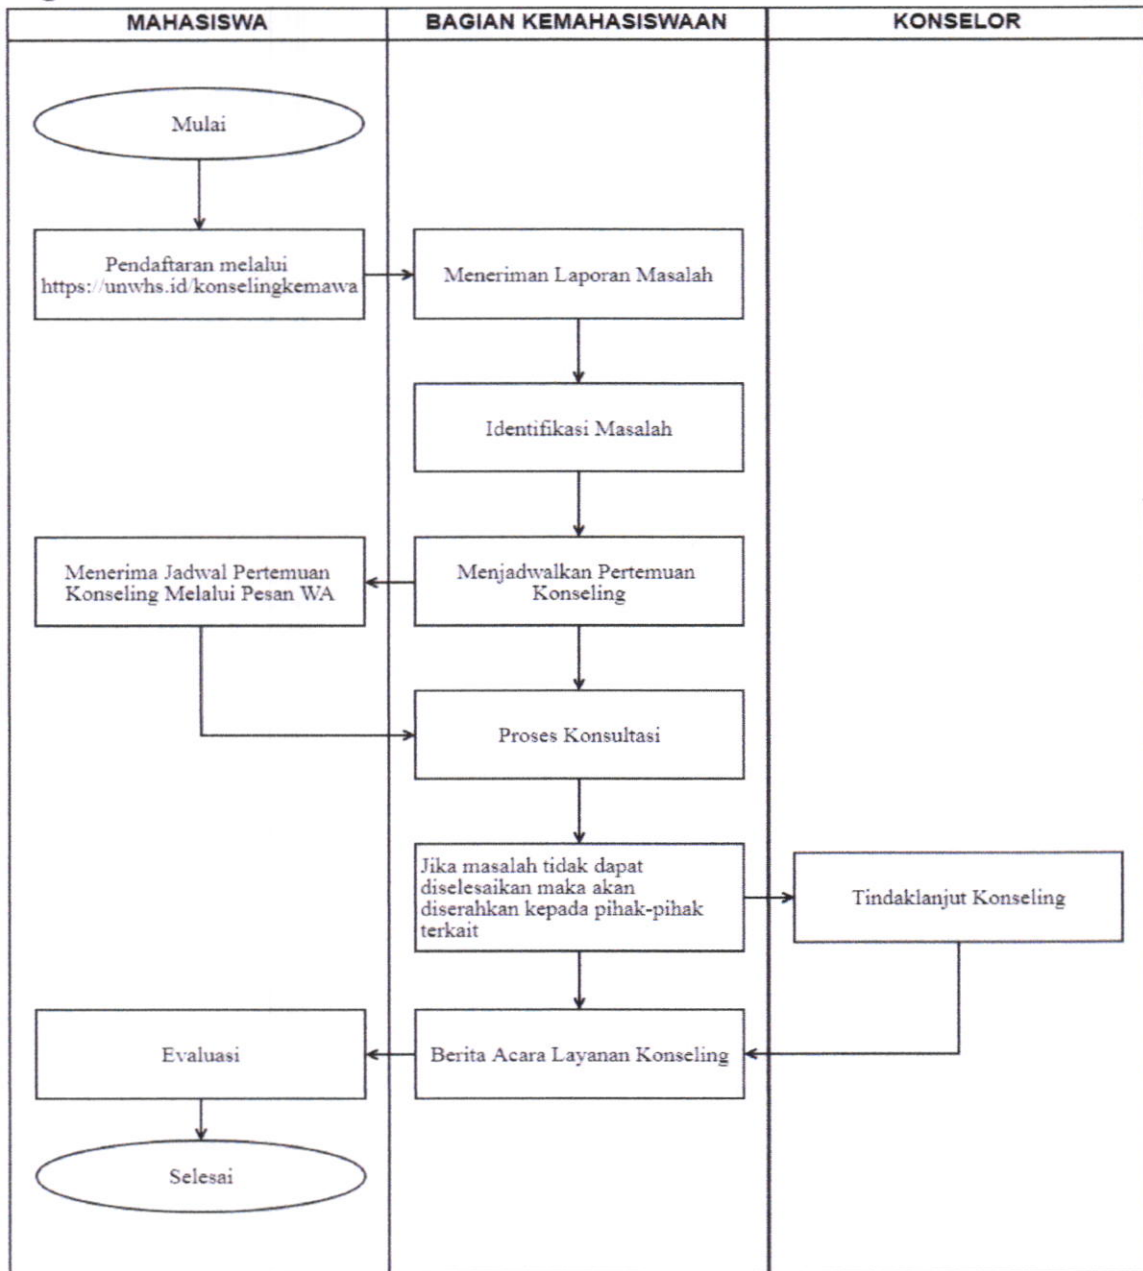 MAHASISWA
BAGIAN KEMAHASISWAAN
KONSELOR
Mulai
Pendaftaran melalui
https://unwhs.id/konselingkemawa
Meneriman Laporan Masalah
Identifikasi Masalah
Menjadwalkan Pertemuan
Konseling
Menerima Jadwal Pertemuan
Konseling Melalui Pesan WA
Proses Konsultasi
Jika masalah tidak dapat
diselesaikan maka akan
diserahkan kepada pihak-pihak
terkait
Tindaklanjut Konseling
Berita Acara Layanan Konseling
Evaluasi
Selesai